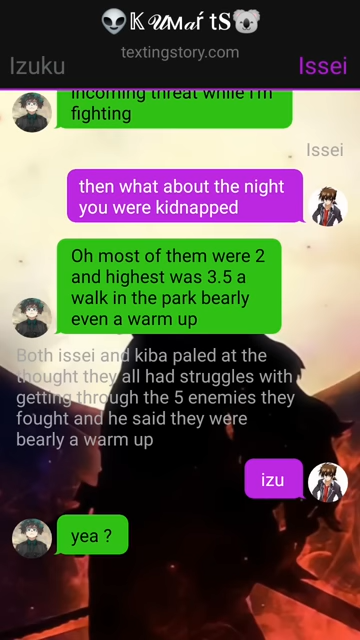 👽𝕂 𝓤ᴍᴀŕ tS🐨
textingstory.com
Izuku
Issei
incoming threat while I'm
fighting
Issei
then what about the night
you were kidnapped
Oh most of them were 2
and highest was 3.5 a
walk in the park bearly
even a warm up
Both issei and kiba paled at the
thought they all had struggles with
getting through the 5 enemies they
fought and he said they were
bearly a warm up
izu
yea ?